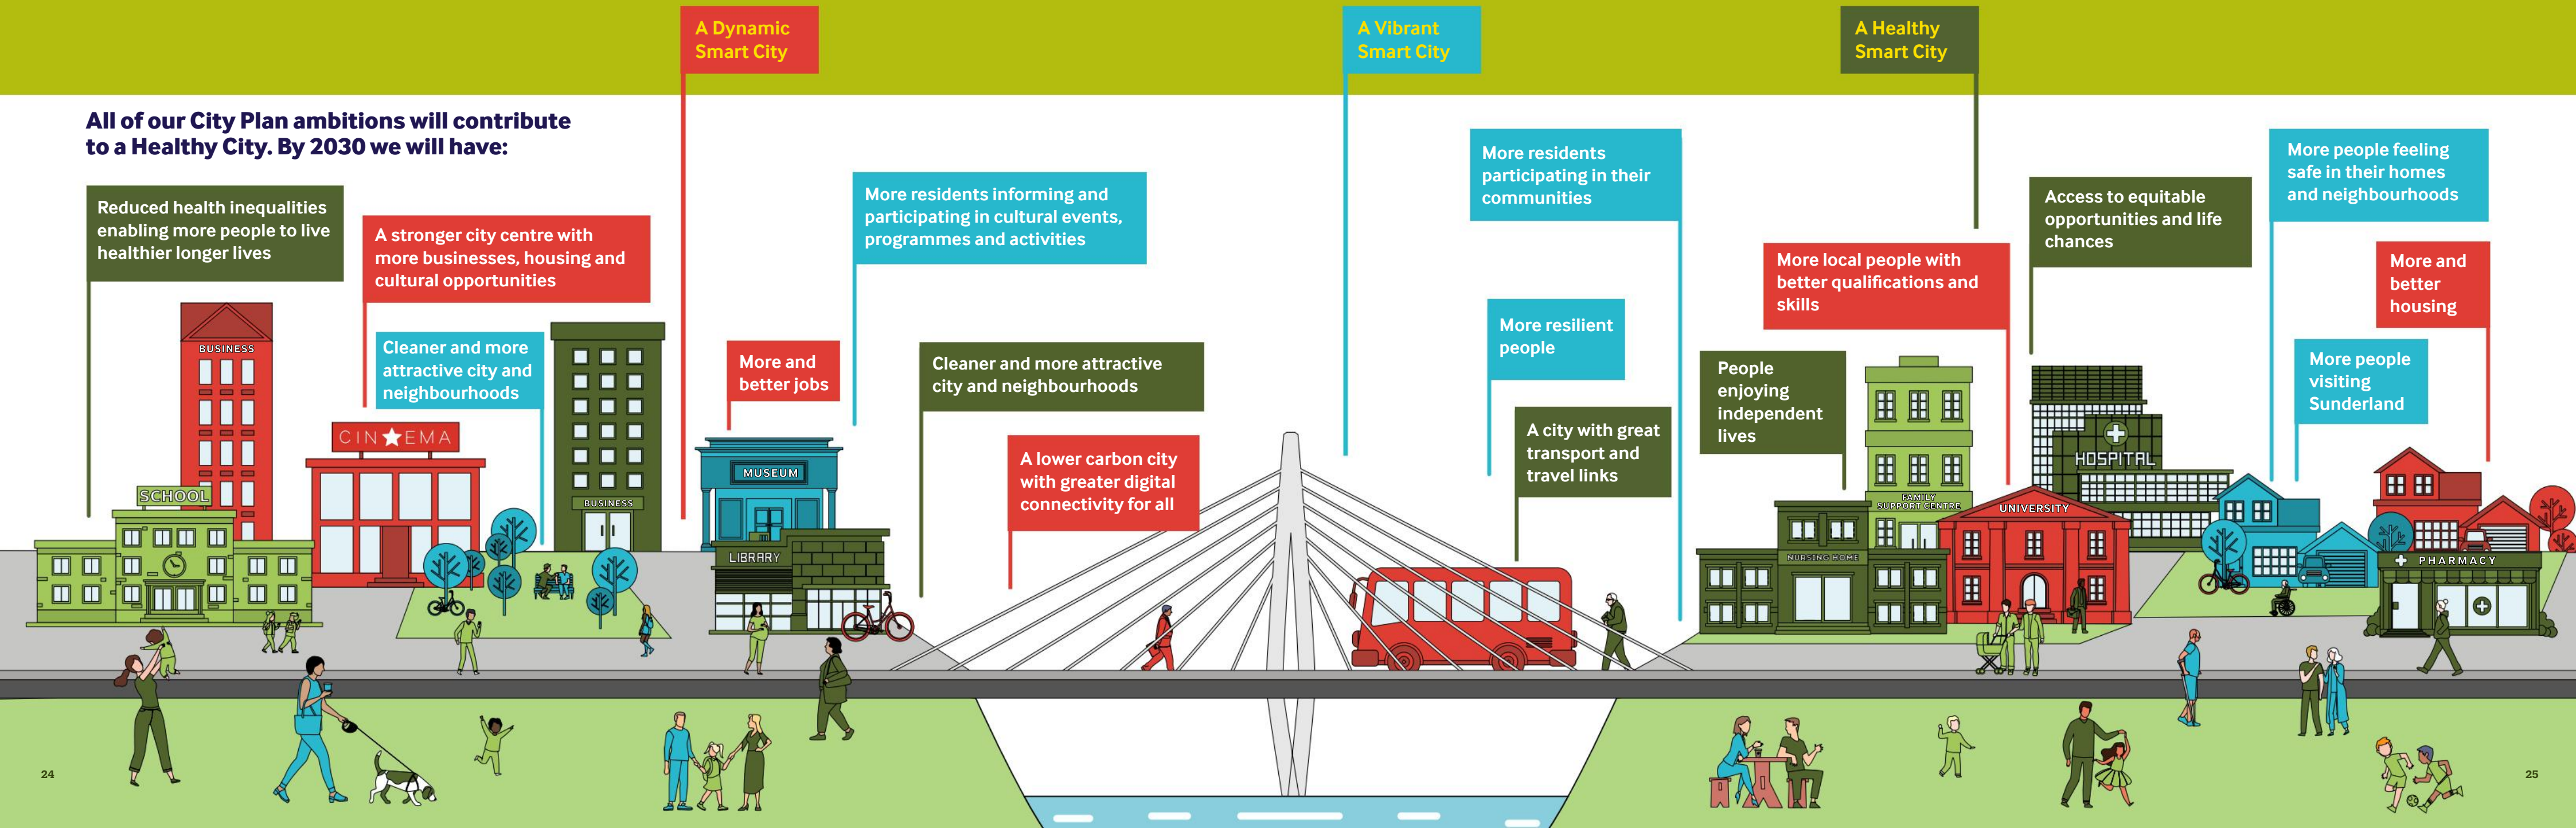 A Dynamic
Smart City
A Vibrant
Smart City
A Healthy
Smart City
All of our City Plan ambitions will contribute
to a Healthy City. By 2030 we will have:
Reduced health inequalities
enabling more people to live
healthier longer lives
A stronger city centre with
more businesses, housing and
cultural opportunities
Cleaner and more
attractive city and
neighbourhoods
More and
better jobs
More residents informing and
participating in cultural events,
programmes and activities
Cleaner and more attractive
city and neighbourhoods
A lower carbon city
with greater digital
connectivity for all
More residents
participating in their
communities
More resilient
people
A city with great
transport and
travel links
People
enjoying
independent
lives
More local people with
better qualifications and
skills
Access to equitable
opportunities and life
chances
More people feeling
safe in their homes
and neighbourhoods
More and
better
housing
More people
visiting
Sunderland
BUSINESS
SCHOOL
CIN★EMA
BUSINESS
MUSEUM
LIBRARY
NURSING HOME
FAMILY
SUPPORT CENTRE
UNIVERSITY
HOSPITAL
PHARMACY
24
25